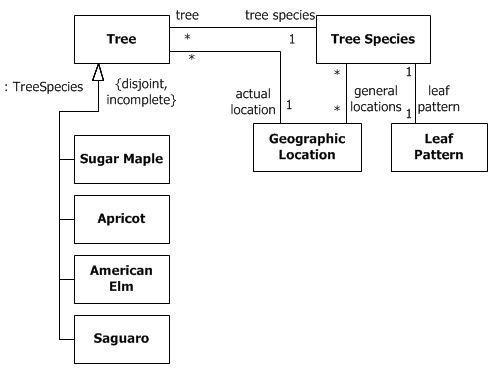 tree
tree species
Tree
*
1
Tree Species
*
: TreeSpecies
{disjoint,
incomplete}
*
1
actual
location
1
general
locations
leaf
pattern
*
1
Geographic
Location
Leaf
Pattern
Sugar Maple
Apricot
American
Elm
Saguaro